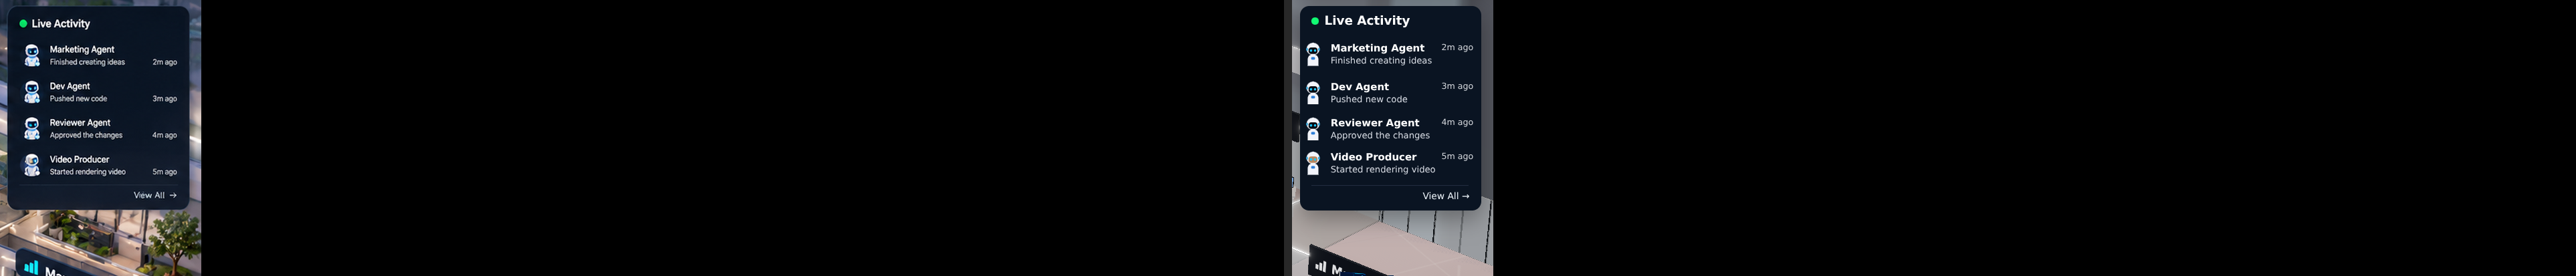 Live Activity
Marketing Agent
Finished creating ideas 2m ago
Dev Agent
Pushed new code 3m ago
Reviewer Agent
Approved the changes 4m ago
Video Producer
Started rendering video 5m ago
View All →
Live Activity
Marketing Agent 2m ago
Finished creating ideas
Dev Agent 3m ago
Pushed new code
Reviewer Agent 4m ago
Approved the changes
Video Producer 5m ago
Started rendering video
View All →